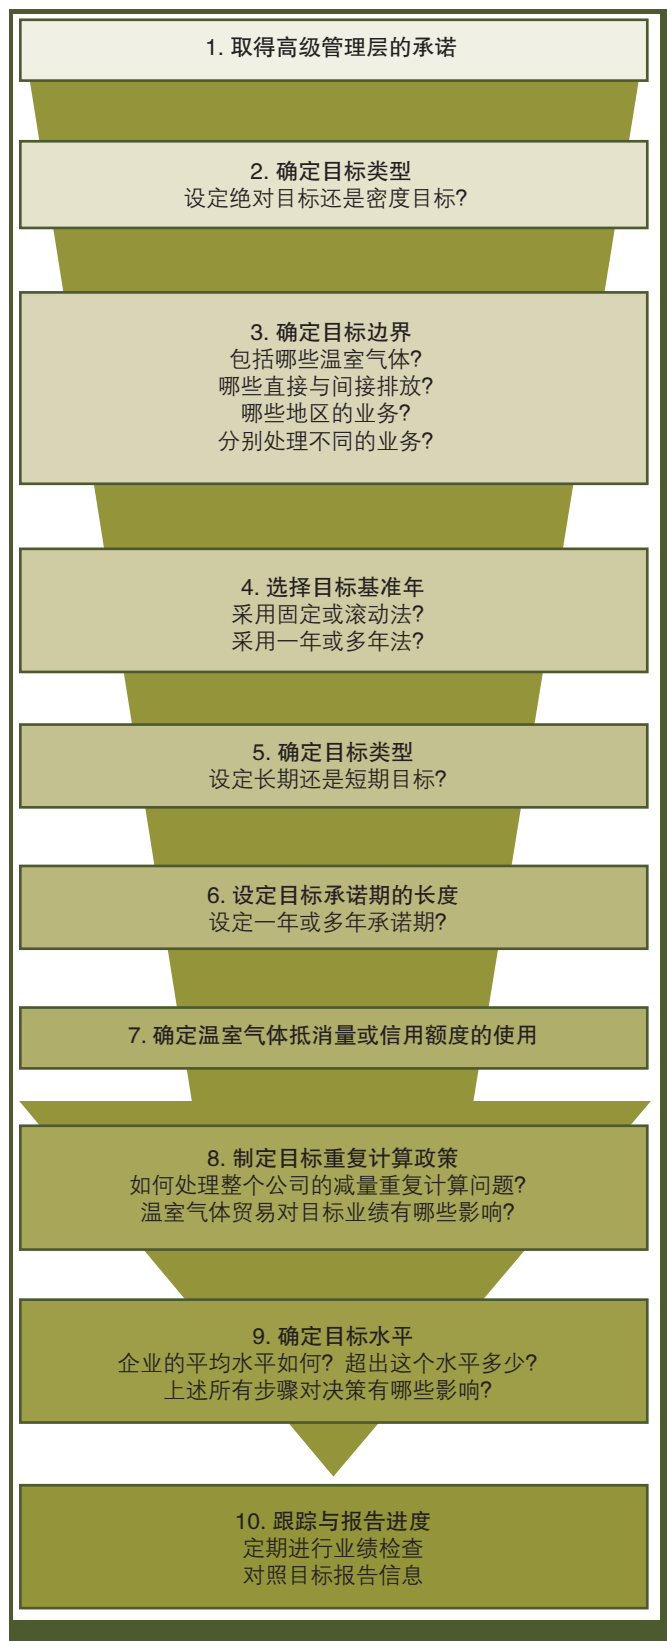 1. 取得高级管理层的承诺
2. 确定目标类型
设定绝对目标还是密度目标?
3. 确定目标边界
包括哪些温室气体?
哪些直接与间接排放?
哪些地区的业务?
分别处理不同的业务?
4. 选择目标基准年
采用固定或滚动法?
采用一年或多年法?
5. 确定目标类型
设定长期还是短期目标?
6. 设定目标承诺期的长度
设定一年或多年承诺期?
7. 确定温室气体抵消量或信用额度的使用
8. 制定目标重复计算政策
如何处理整个公司的减量重复计算问题?
温室气体贸易对目标业绩有哪些影响?
9. 确定目标水平
企业的平均水平如何? 超出这个水平多少?
上述所有步骤对决策有哪些影响?
10. 跟踪与报告进度
定期进行业绩检查
对照目标报告信息